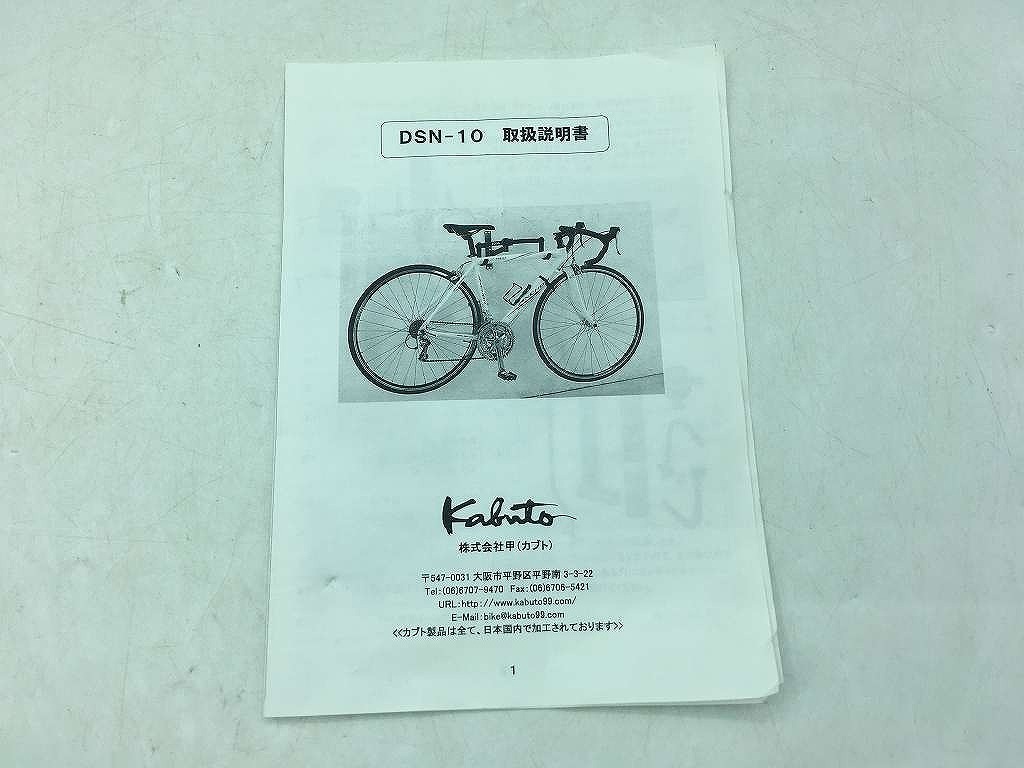 DSN-10 取扱説明書
Kabuto
株式会社甲(カブト)
〒547-0031 大阪市平野区平野南 3-3-22
Tel:(06)6707-9470 Fax:(06)6706-5421
URL:http://www.kabuto99.com/
E-Mail:bike@kabuto99.com
<<カブト製品は全て、日本国内で加工されております>>
1